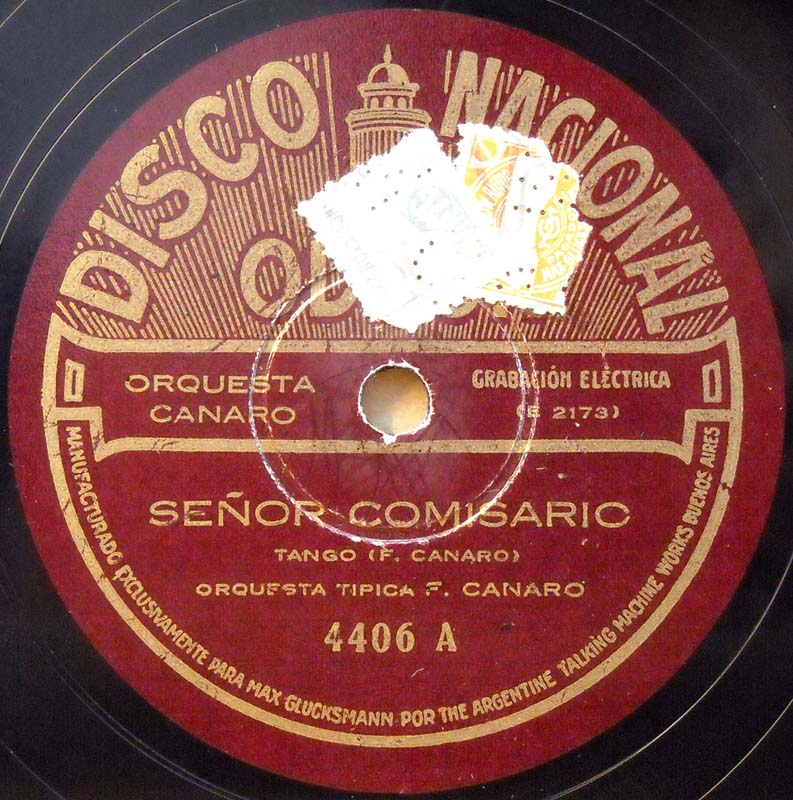 DISCO NACIONAL
ORQUESTA
CANARO
GRABACIÓN ELÉCTRICA
(E 2173)
SEÑOR COMISARIO
TANGO (F. CANARO)
ORQUESTA TIPICA F. CANARO
4406 A
MANUFACTURADO EXCLUSIVAMENTE PARA MAX GLUCKSMANN POR THE ARGENTINE TALKING MACHINE WORKS BUENOS AIRES